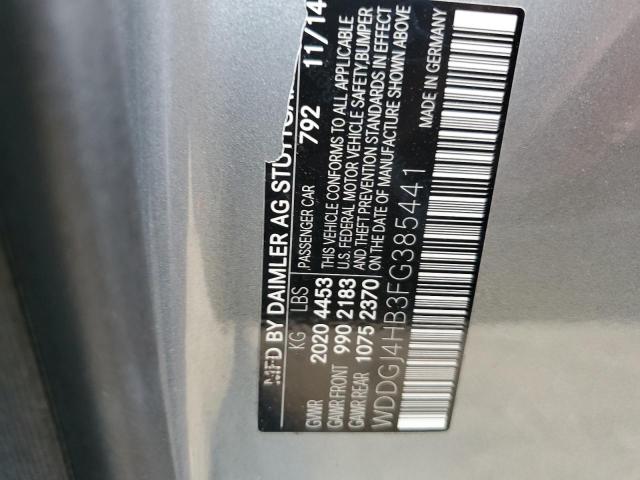 MFD BY DAIMLER AG STUTTGA
KG LBS PASSENGER CAR 792 11/14
GVWR 2020 4453 THIS VEHICLE CONFORMS TO ALL APPLICABLE
GAWR FRONT 990 2183 U.S. FEDERAL MOTOR VEHICLE SAFETY,BUMPER
GAWR REAR 1075 2370 AND THEFT PREVENTION STANDARDS IN EFFECT
ON THE DATE OF MANUFACTURE SHOWN ABOVE
WDDGJ4HB3FG385441 MADE IN GERMANY